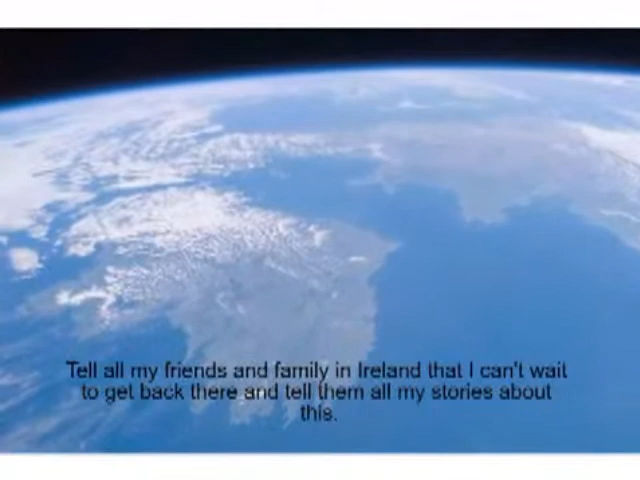 Tell all my friends and family in Ireland that I can't wait
to get back there and tell them all my stories about
this.